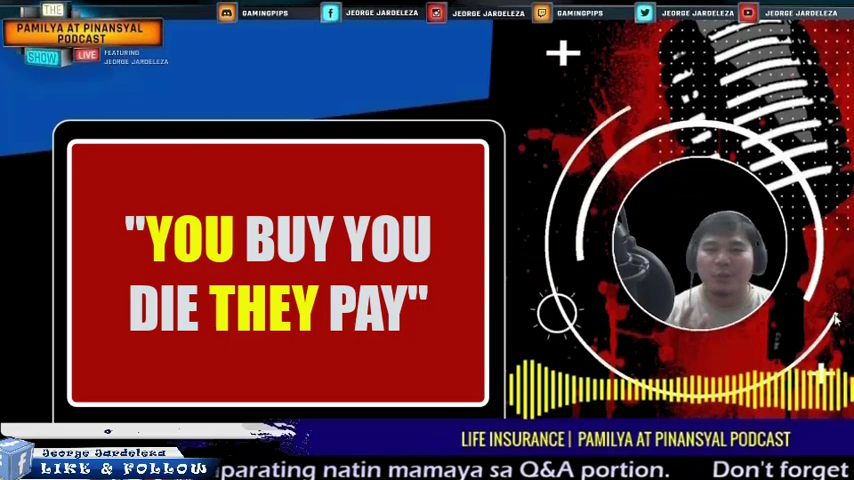 THE
PAMILYA AT PINANSYAL
PODCAST
SHOW
LIVE
FEATURING
JEORGE JARDELEZA
GAMINGPIPS
JEORGE JARDELEZA
JEORGE JARDELEZA
GAMINGPIPS
JEORGE JARDELEZA
JEORGE JARDELEZA
"YOU BUY YOU
DIE THEY PAY"
LIFE INSURANCE | PAMILYA AT PINANSYAL PODCAST
Jeorge Jardeleza
LIKE & FOLLOW
parating natin mamaya sa Q&A portion. Don't forget